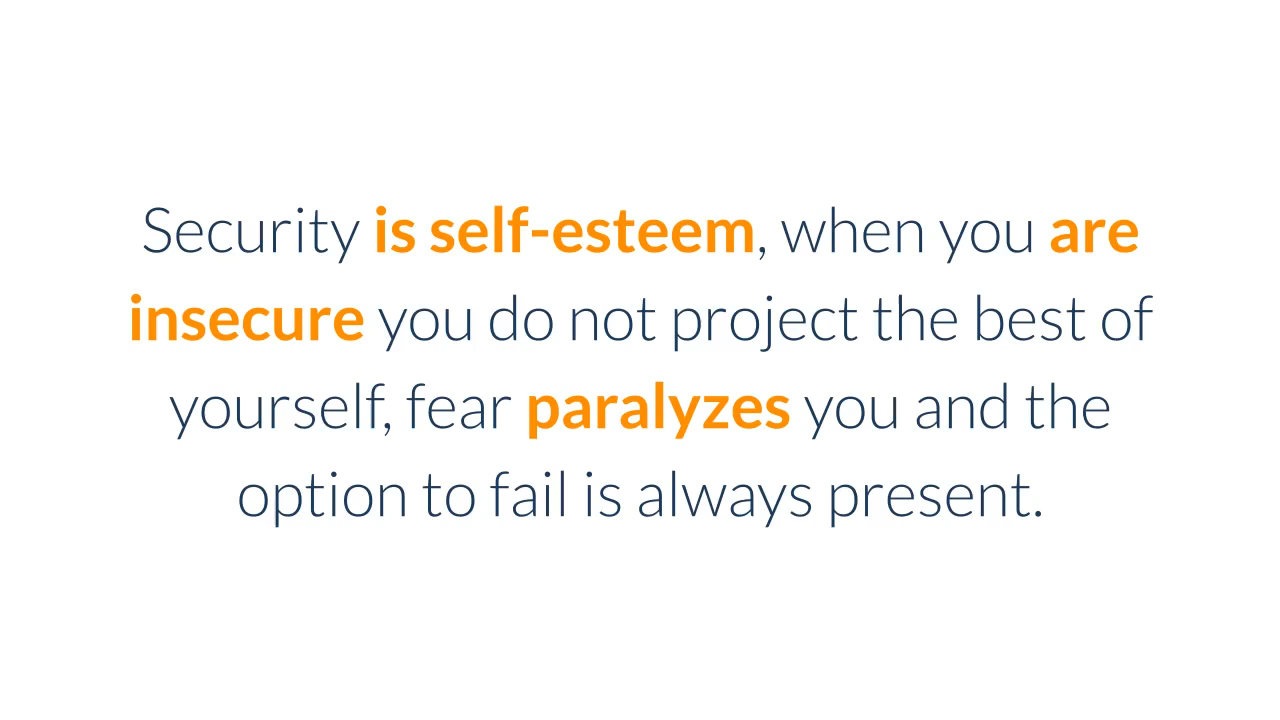 Security is self-esteem, when you are
insecure you do not project the best of
yourself, fear paralyzes you and the
option to fail is always present.